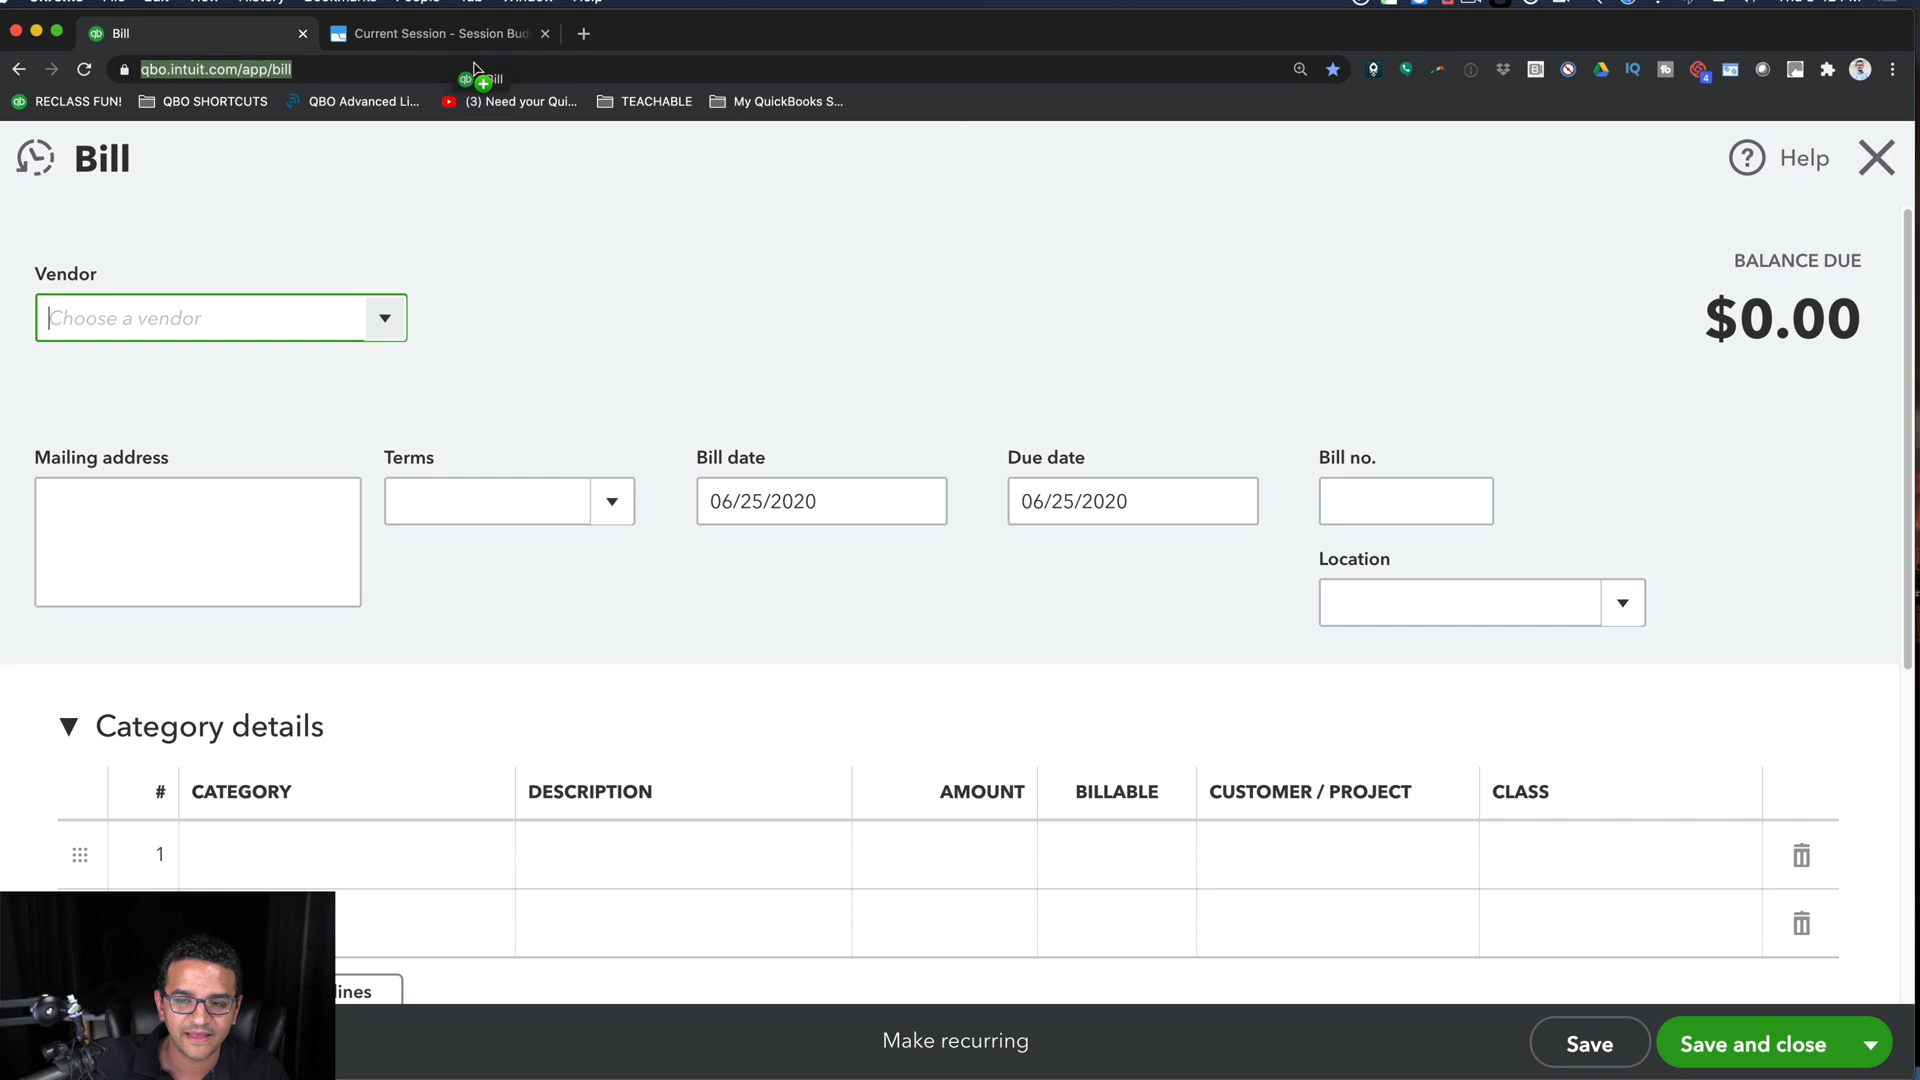 Bill
Current Session - Session Bud
qbo.intuit.com/app/bill
RECLASS FUN!
QBO SHORTCUTS
QBO Advanced Li...
(3) Need your Qui...
TEACHABLE
My QuickBooks S...
Bill
Help
Vendor
Choose a vendor
BALANCE DUE
$0.00
Mailing address
Terms
Bill date
06/25/2020
Due date
06/25/2020
Bill no.
Location
Category details
# CATEGORY DESCRIPTION AMOUNT BILLABLE CUSTOMER / PROJECT CLASS
1
lines
Make recurring
Save
Save and close